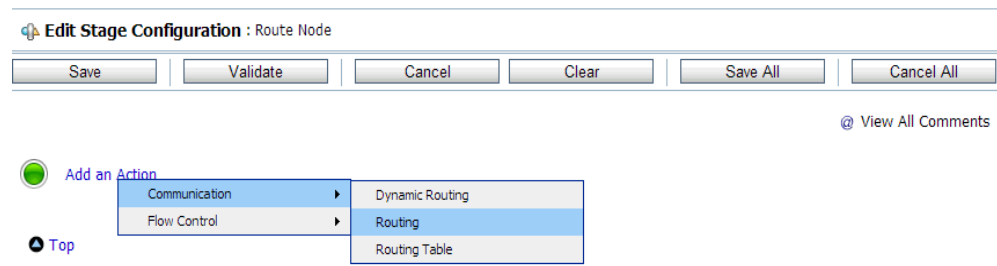 Edit Stage Configuration : Route Node
Save Validate Cancel Clear Save All Cancel All
@ View All Comments
Add an Action
Communication Dynamic Routing
Flow Control Routing
Top Routing Table